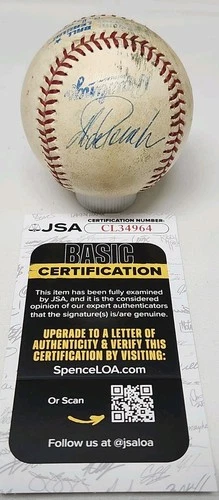 JSA
CERTIFICATION NUMBER:
CL34964
BASIC
CERTIFICATION
This item has been fully examined
by JSA, and it is the considered
opinion of our expert authenticators
that the signature(s) is/are genuine.
UPGRADE TO A LETTER OF
AUTHENTICITY & VERIFY THIS
CERTIFICATION BY VISITING:
SpenceLOA.com
Or Scan
Follow us at @jsaloa